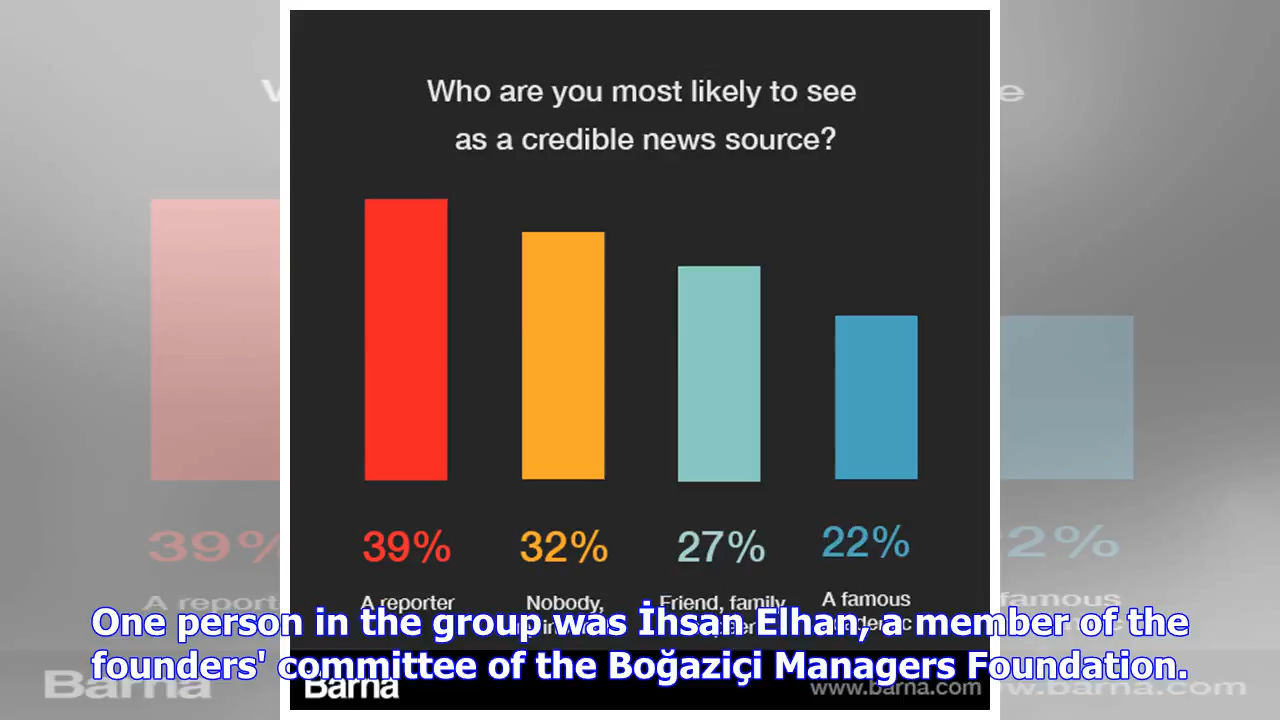 Who are you most likely to see
as a credible news source?
39%
32%
27%
22%
A reporter
Nobody,
Friend, family
A famous
One person in the group was İhsan Elhan, a member of the
founders' committee of the Boğaziçi Managers Foundation.
Barna
www.barna.com